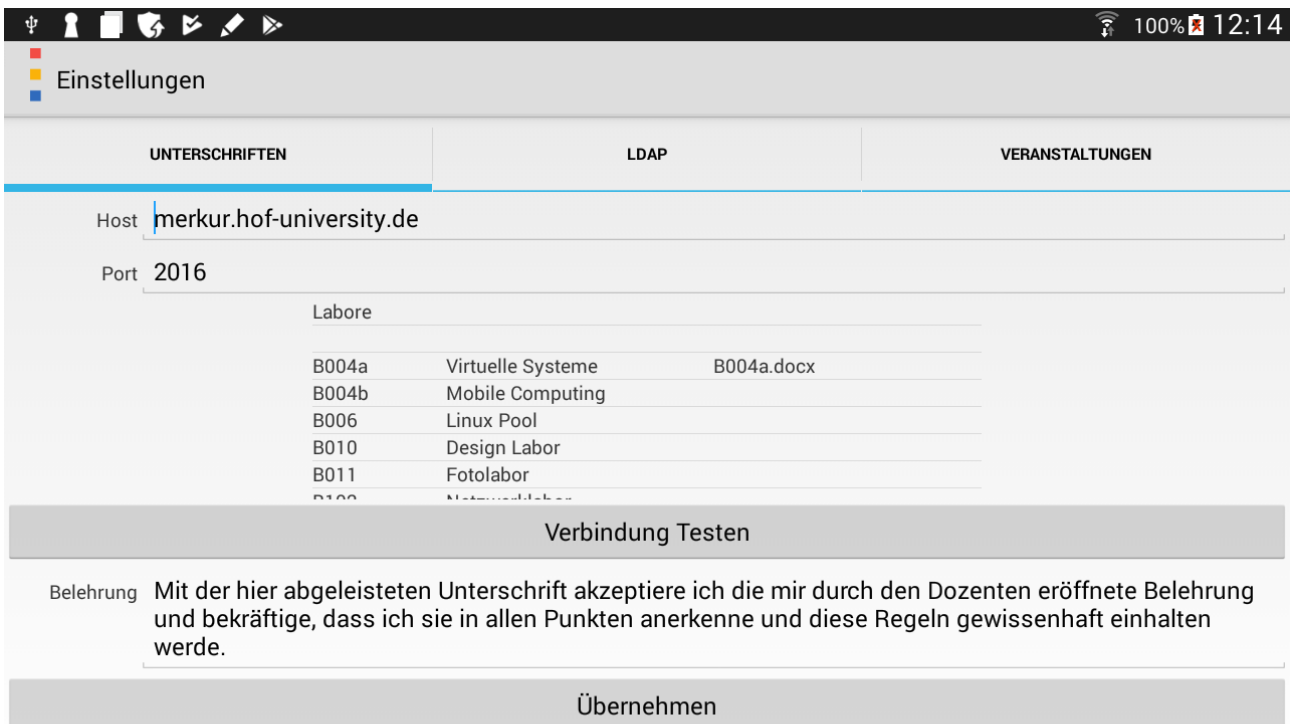 100% 12:14
Einstellungen
UNTERSCHRIFTEN LDAP VERANSTALTUNGEN
Host merkur.hof-university.de
Port 2016
Labore
B004a Virtuelle Systeme B004a.docx
B004b Mobile Computing
B006 Linux Pool
B010 Design Labor
B011 Fotolabor
Verbindung Testen
Belehrung Mit der hier abgeleisteten Unterschrift akzeptiere ich die mir durch den Dozenten eröffnete Belehrung
und bekräftige, dass ich sie in allen Punkten anerkenne und diese Regeln gewissenhaft einhalten
werde.
Übernehmen